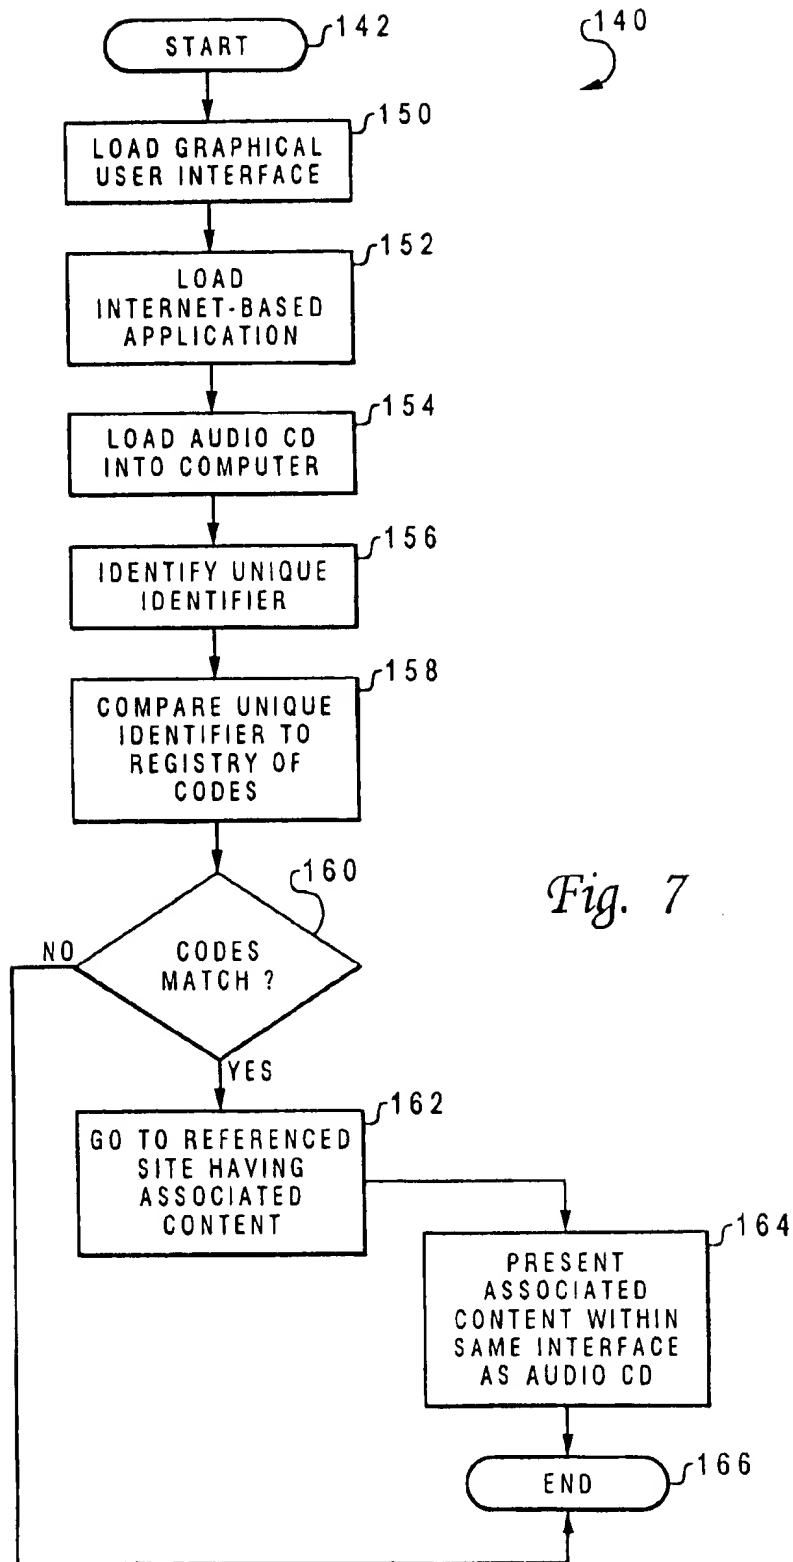 START
142
140
LOAD GRAPHICAL
USER INTERFACE
150
LOAD
INTERNET-BASED
APPLICATION
152
LOAD AUDIO CD
INTO COMPUTER
154
IDENTIFY UNIQUE
IDENTIFIER
156
COMPARE UNIQUE
IDENTIFIER TO
REGISTRY OF
CODES
158
CODES
MATCH ?
160
NO
YES
Fig. 7
GO TO REFERENCED
SITE HAVING
ASSOCIATED
CONTENT
162
PRESENT
ASSOCIATED
CONTENT WITHIN
SAME INTERFACE
AS AUDIO CD
164
END
166